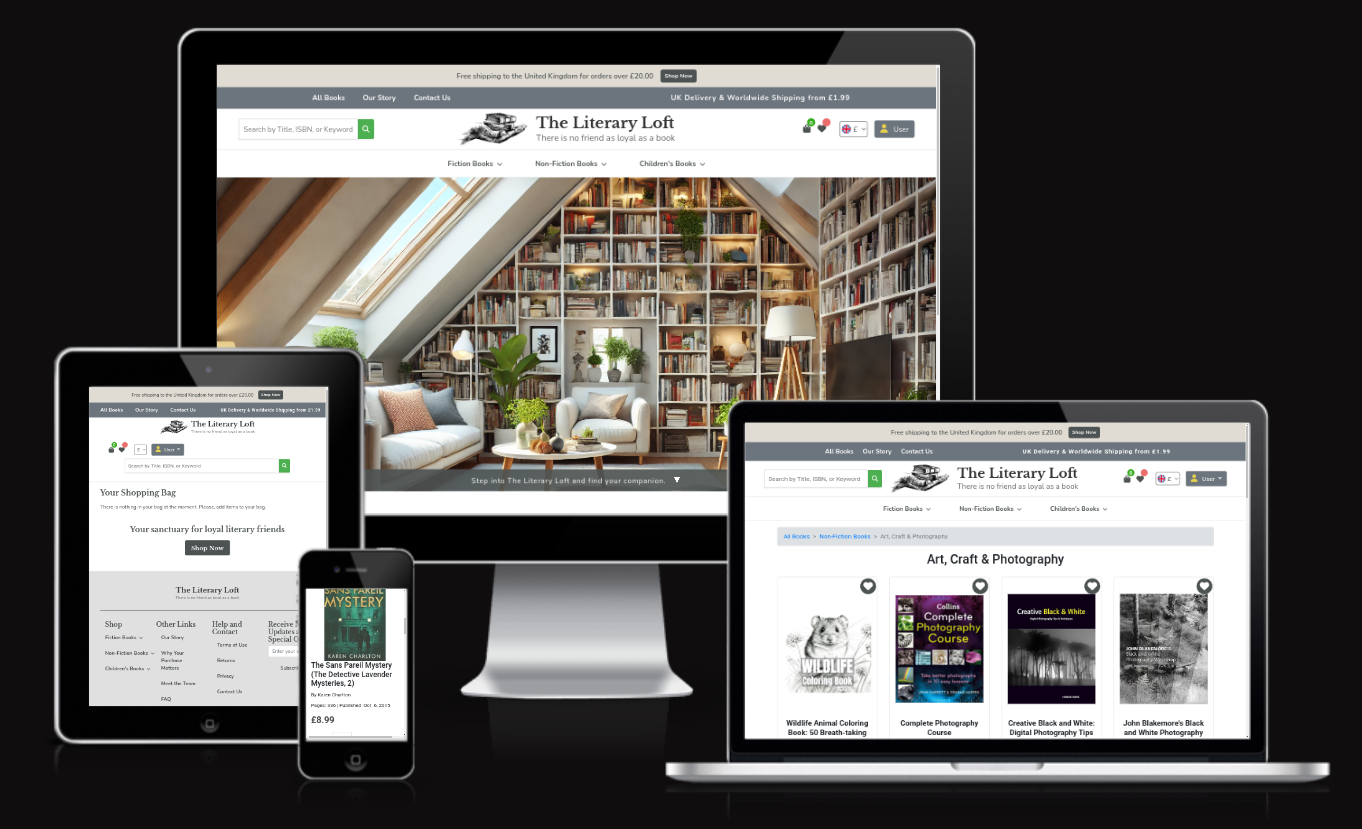 Free shipping to the United Kingdom for orders over £20.00 Shop Now
All Books Our Story Contact Us UK Delivery & Worldwide Shipping from £1.99
Search by Title, ISBN, or Keyword
The Literary Loft
There is no friend as loyal as a book
0
£
User
Fiction Books Non-Fiction Books Children's Books
Step into The Literary Loft and find your companion.
Free shipping to the United Kingdom for orders over £20.00 Shop Now
All Books Our Story Contact Us UK Delivery & Worldwide Shipping from £1.99
The Literary Loft
There is no friend as loyal as a book
0
£
User
Search by Title, ISBN, or Keyword
Your Shopping Bag
There is nothing in your bag at the moment. Please, add items to your bag.
Your sanctuary for loyal literary friends
Shop Now
The Literary Loft
There is no friend as loyal as a book
Shop
Fiction Books
Non-Fiction Books
Children's Books
Other Links
Our Story
Why Your
Purchase
Matters
Meet the Team
FAQ
Help and
Contact
Terms of Use
Returns
Privacy
Contact Us
Receive
Updates
Special
Enter your
SANS PAREIL
MYSTERY
KAREN CHARLTON
The Sans Pareil Mystery
(The Detective Lavender
Mysteries, 2)
By Karen Charlton
Pages: 336 | Published: Oct. 6, 2015
£8.99
Free shipping to the United Kingdom for orders over £20.00 Shop Now
All Books Our Story Contact Us UK Delivery & Worldwide Shipping from £1.99
Search by Title, ISBN, or Keyword
The Literary Loft
There is no friend as loyal as a book
0
£
User
Fiction Books Non-Fiction Books Children's Books
All Books > Non-Fiction Books > Art, Craft & Photography
Art, Craft & Photography
WILDLIFE
Coloring Book
Wildlife Animal Coloring
Book: 50 Breath-taking
Collins
Complete
Photography
Course
Take better photos
in 20 easy lessons
Complete Photography
Course
Creative Black & White
Digital Photography Tips & Techniques
Creative Black and White:
Digital Photography Tips
JOHN BLAKEMORE'S
Black and White
Photography Workshop
John Blakemore's Black
and White Photography